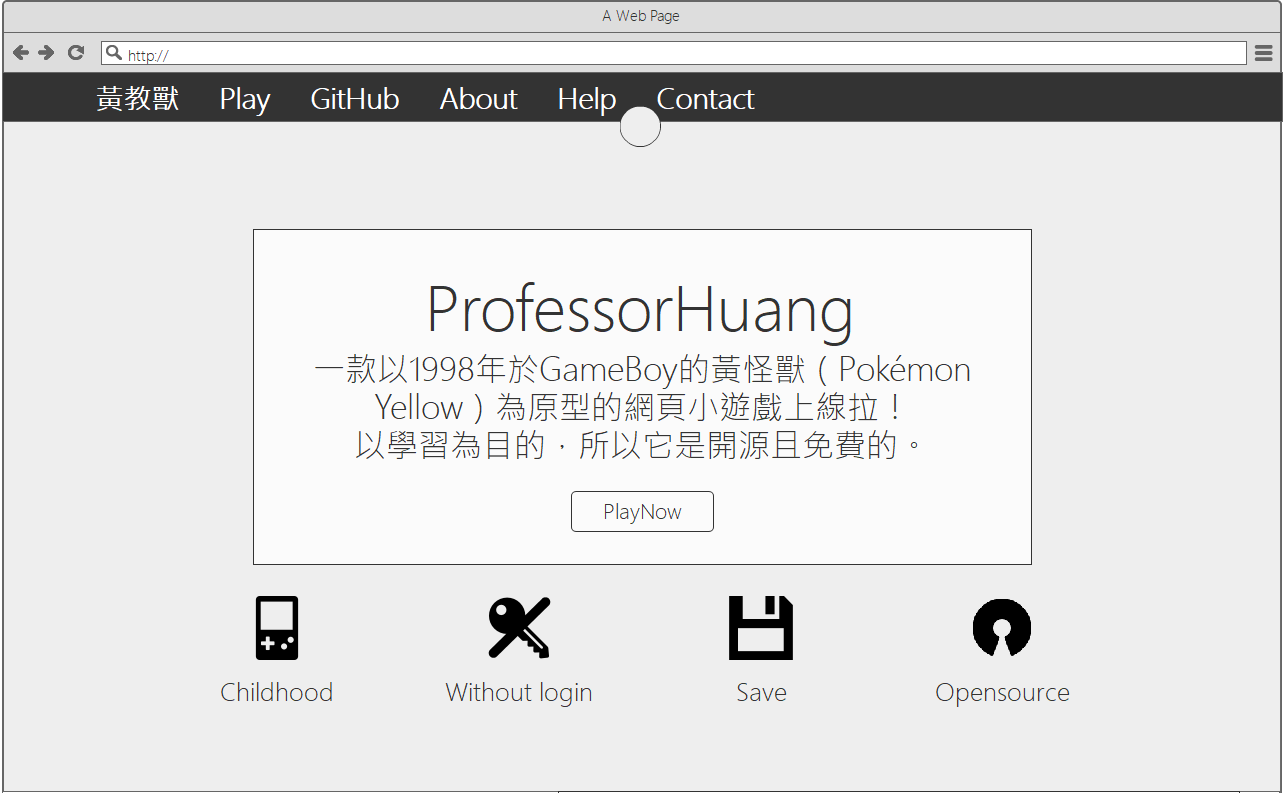 A Web Page
http://
黃教獸 Play GitHub About Help Contact
ProfessorHuang
一款以1998年於GameBoy的黃怪獸（Pokémon
Yellow）為原型的網頁小遊戲上線拉！
以學習為目的，所以它是開源且免費的。
PlayNow
Childhood Without login Save Opensource